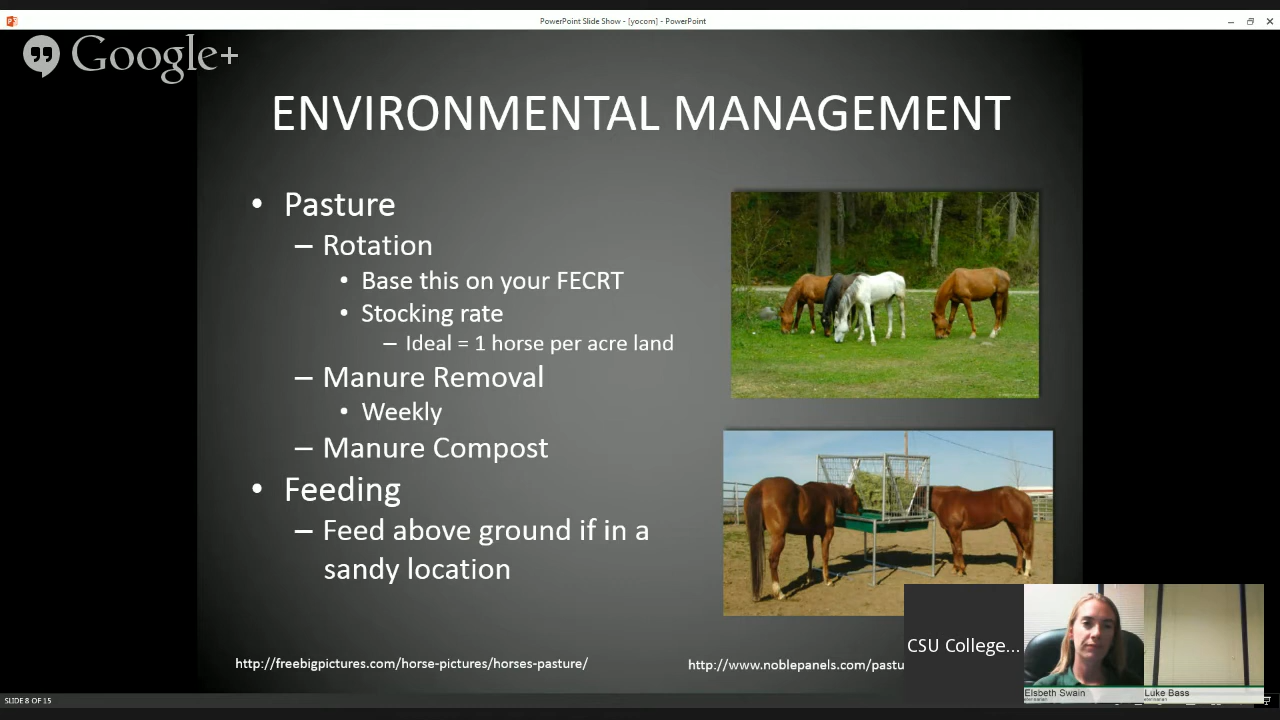 PowerPoint Slide Show - [yocom] - PowerPoint
Google+
ENVIRONMENTAL MANAGEMENT
• Pasture
– Rotation
• Base this on your FECRT
• Stocking rate
– Ideal = 1 horse per acre land
– Manure Removal
• Weekly
– Manure Compost
• Feeding
– Feed above ground if in a
sandy location
http://freebigpictures.com/horse-pictures/horses-pasture/
http://www.noblepanels.com/pastu
CSU College...
Elsbeth Swain
Luke Bass
SLIDE 8 OF 15